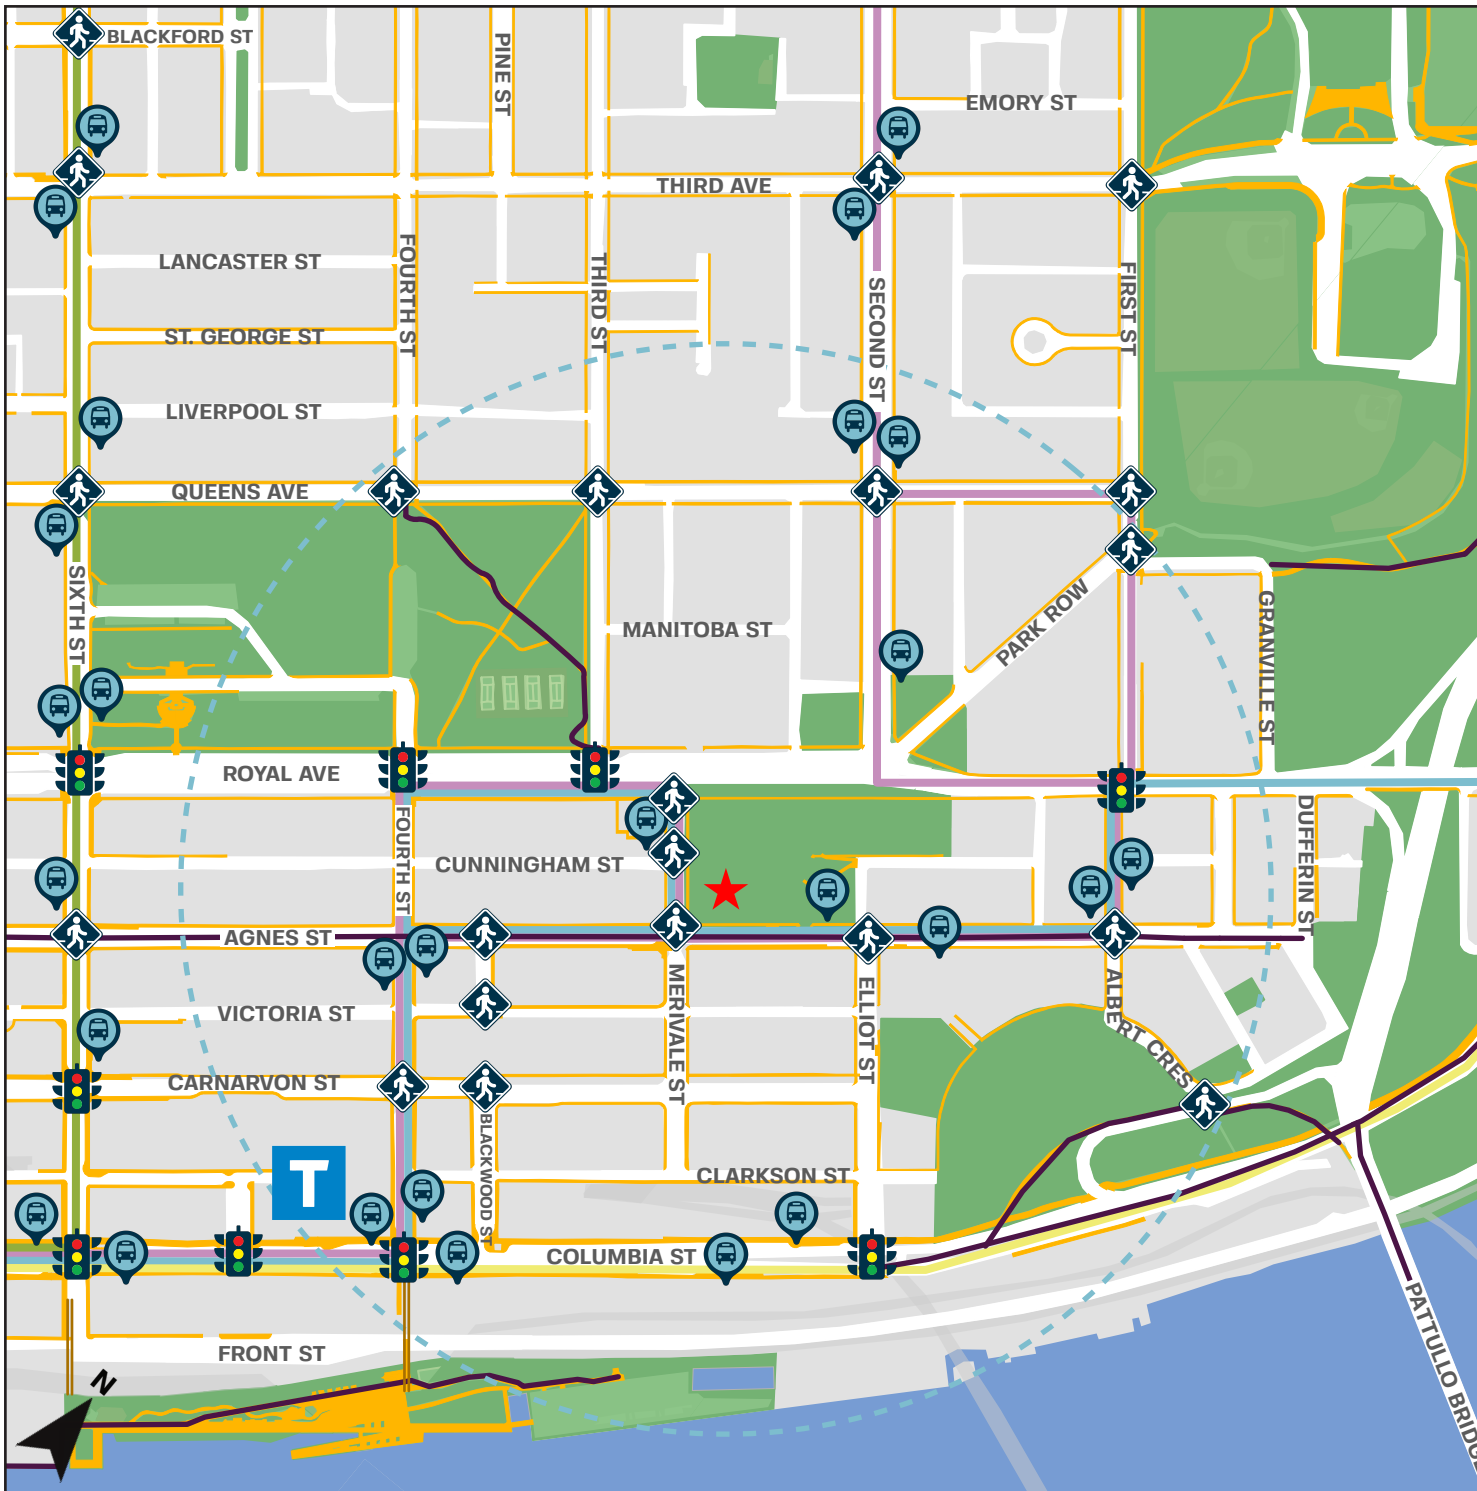 BLACKFORD ST
PINE ST
EMORY ST
THIRD AVE
LANCASTER ST
FOURTH ST
THIRD ST
SECOND ST
FIRST ST
ST. GEORGE ST
LIVERPOOL ST
QUEENS AVE
SIXTH ST
MANITOBA ST
PARK ROW
GRANVILLE ST
ROYAL AVE
FOURTH ST
CUNNINGHAM ST
DUFFERIN ST
AGNES ST
MERIVALE ST
ELLIOT ST
ALBERT CRES
VICTORIA ST
CARNARVON ST
BLACKWOOD ST
T
CLARKSON ST
COLUMBIA ST
FRONT ST
PATTULLO BRIDGE
N